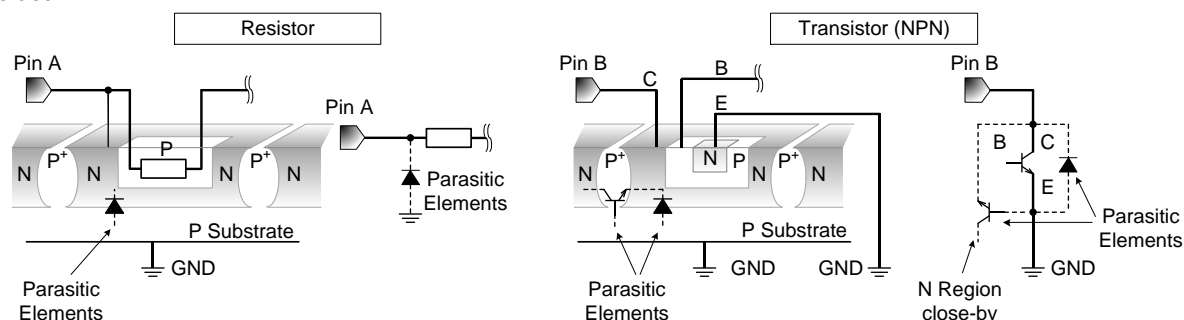 Resistor
Pin A
P
N
P+
N
P+
N
N
P Substrate
GND
Parasitic
Elements
Pin A
Parasitic
Elements
Transistor (NPN)
Pin B
C
B
E
N
P+
N
N
P
P+
N
N
P Substrate
GND
GND
Parasitic
Elements
Pin B
B
C
E
Parasitic
Elements
GND
N Region
close-by